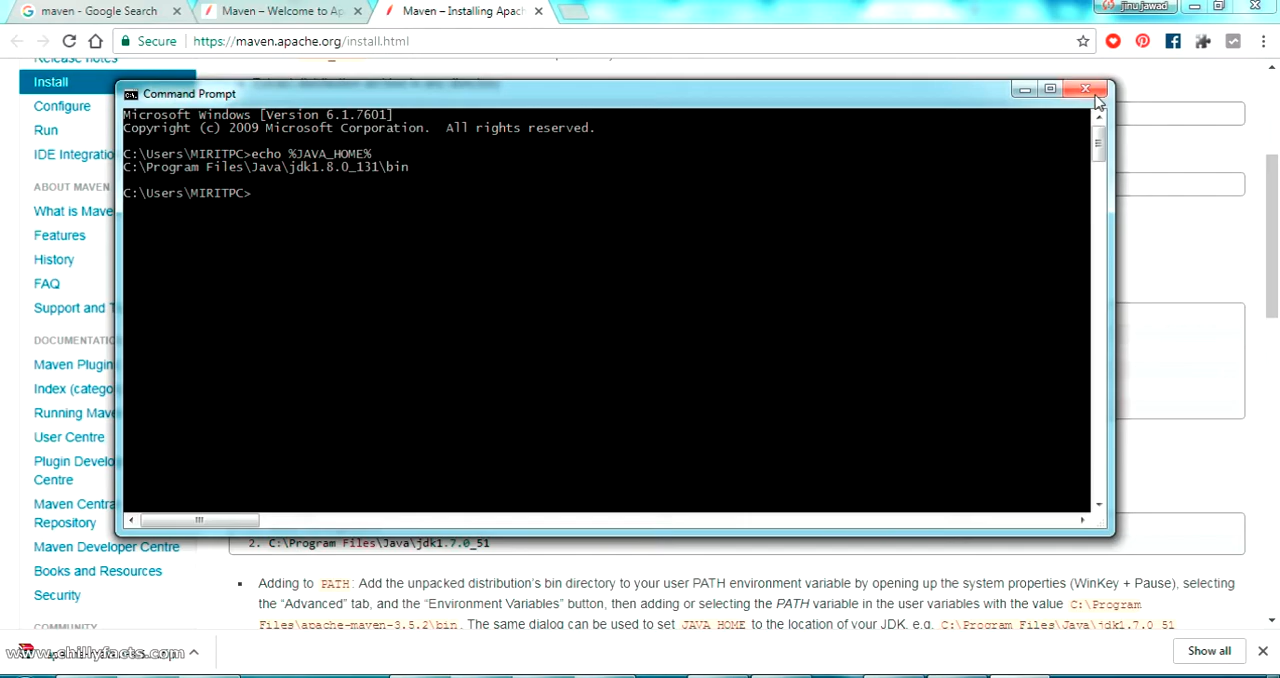 maven - Google Search
Maven – Welcome to Ap
Maven – Installing Apach
jinu jawad
Secure
https://maven.apache.org/install.html
Release notes
Install
Configure
Run
IDE Integratio
ABOUT MAVEN
What is Mave
Features
History
FAQ
Support and T
DOCUMENTA
Maven Plugin
Index (catego
Running Mave
User Centre
Plugin Develo
Centre
Maven Centra
Repository
Maven Developer Centre
Books and Resources
Security
COMMUNITY
Command Prompt
Microsoft Windows [Version 6.1.7601]
Copyright (c) 2009 Microsoft Corporation. All rights reserved.
C:\Users\MIRITPC>echo %JAVA_HOME%
C:\Program Files\Java\jdk1.8.0_131\bin
C:\Users\MIRITPC>
2. C:\Program Files\Java\jdk1.7.0_51
Adding to PATH: Add the unpacked distribution's bin directory to your user PATH environment variable by opening up the system properties (WinKey + Pause), selecting
the “Advanced” tab, and the “Environment Variables” button, then adding or selecting the PATH variable in the user variables with the value C:\Program
Files\apache-maven-3.5.2\bin. The same dialog can be used to set JAVA_HOME to the location of your JDK, e.g. C:\Program Files\Java\jdk1.7.0_51
www.chillyfacts.com
Show all